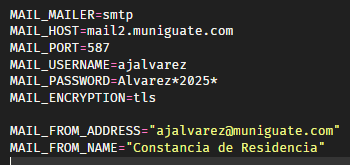 MAIL_MAILER=smtp
MAIL_HOST=mail2.muniguate.com
MAIL_PORT=587
MAIL_USERNAME=ajalvarez
MAIL_PASSWORD=Alvarez*2025*
MAIL_ENCRYPTION=tls
MAIL_FROM_ADDRESS="ajalvarez@muniguate.com"
MAIL_FROM_NAME="Constancia de Residencia"